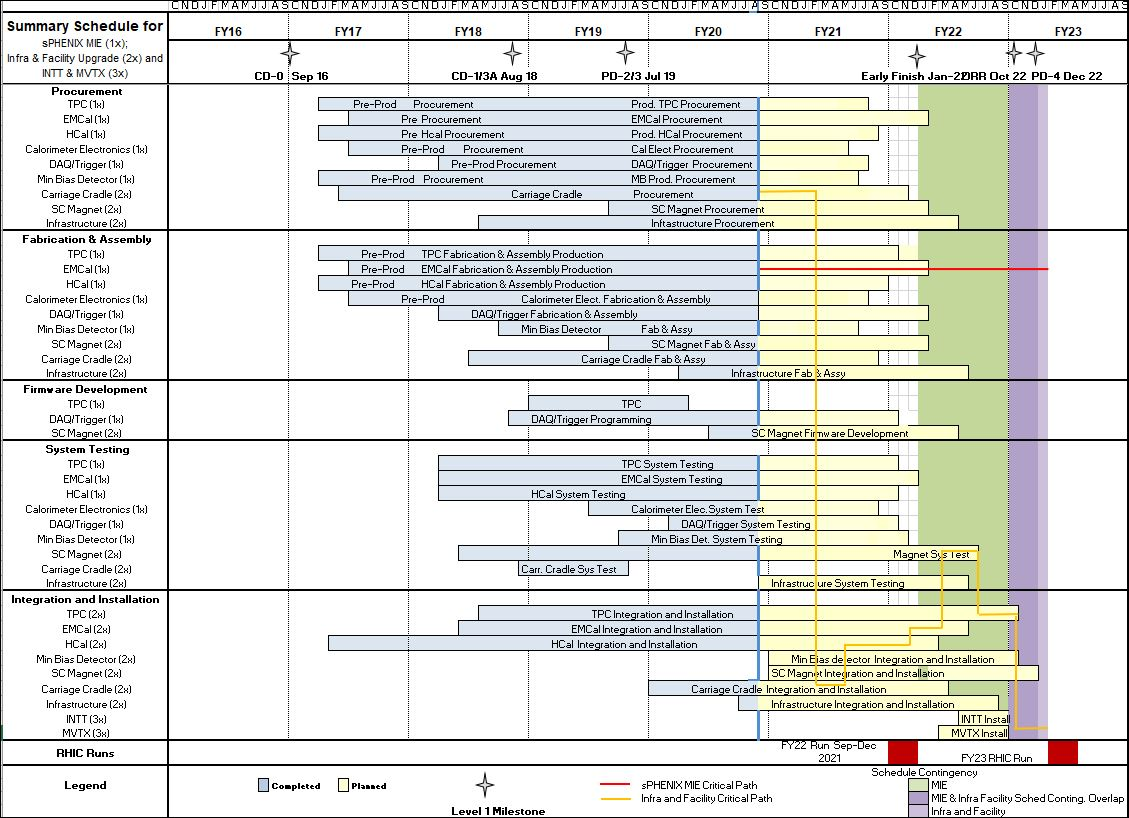 O N D J F M A M J J A S O N D J F M A M J J A S O N D J F M A M J J A S O N D J F M A M J J A S O N D J F M A M J J A S O N D J F M A M J J A S O N D J F M A M J J A S O N D J F M A M J J A S
Summary Schedule for
sPHENIX MIE (1x);
Infra & Facility Upgrade (2x) and
INTT & MVTX (3x)
FY16 FY17 FY18 FY19 FY20 FY21 FY22 FY23
CD-0 Sep 16 CD-1/3A Aug 18 PD-2/3 Jul 19 Early Finish Jan-22 ORR Oct 22 PD-4 Dec 22
Procurement
TPC (1x) Pre-Prod Procurement Prod. TPC Procurement
EMCal (1x) Pre Procurement EMCal Procurement
HCal (1x) Pre Hcal Procurement Prod. HCal Procurement
Calorimeter Electronics (1x) Pre-Prod Procurement Cal Elect Procurement
DAQ/Trigger (1x) Pre-Prod Procurement DAQ/Trigger Procurement
Min Bias Detector (1x) Pre-Prod Procurement MB Prod. Procurement
Carriage Cradle (2x) Carriage Cradle Procurement
SC Magnet (2x) SC Magnet Procurement
Infrastructure (2x) Inftastructure Procurement
Fabrication & Assembly
TPC (1x) Pre-Prod TPC Fabrication & Assembly Production
EMCal (1x) Pre-Prod EMCal Fabrication & Assembly Production
HCal (1x) Pre-Prod HCal Fabrication & Assembly Production
Calorimeter Electronics (1x) Pre-Prod Calorimeter Elect. Fabrication & Assembly
DAQ/Trigger (1x) DAQ/Trigger Fabrication & Assembly
Min Bias Detector (1x) Min Bias Detector Fab & Assy
SC Magnet (2x) SC Magnet Fab & Assy
Carriage Cradle (2x) Carriage Cradle Fab & Assy
Infrastructure (2x) Infrastructure Fab & Assy
Firmware Development
TPC (1x) TPC
DAQ/Trigger (1x) DAQ/Trigger Programming
SC Magnet (2x) SC Magnet Firmware Development
System Testing
TPC (1x) TPC System Testing
EMCal (1x) EMCal System Testing
HCal (1x) HCal System Testing
Calorimeter Electronics (1x) Calorimeter Elec. System Test
DAQ/Trigger (1x) DAQ/Trigger System Testing
Min Bias Detector (1x) Min Bias Det. System Testing
SC Magnet (2x) Magnet Sys Test
Carriage Cradle (2x) Carr. Cradle Sys Test
Infrastructure (2x) Infrastructure System Testing
Integration and Installation
TPC (2x) TPC Integration and Installation
EMCal (2x) EMCal Integration and Installation
HCal (2x) HCal Integration and Installation
Min Bias Detector (2x) Min Bias detector Integration and Installation
SC Magnet (2x) SC Magnet Integration and Installation
Carriage Cradle (2x) Carriage Cradle Integration and Installation
Infrastructure (2x) Infrastructure Integration and Installation
INTT (3x) INTT Install
MVTX (3x) MVTX Install
RHIC Runs
FY22 Run Sep-Dec
2021
FY23 RHIC Run
Legend
Completed
Planned
Level 1 Milestone
sPHENIX MIE Critical Path
Infra and Facility Critical Path
Schedule Contingency
MIE
MIE & Infra Facility Sched Conting. Overlap
Infra and Facility